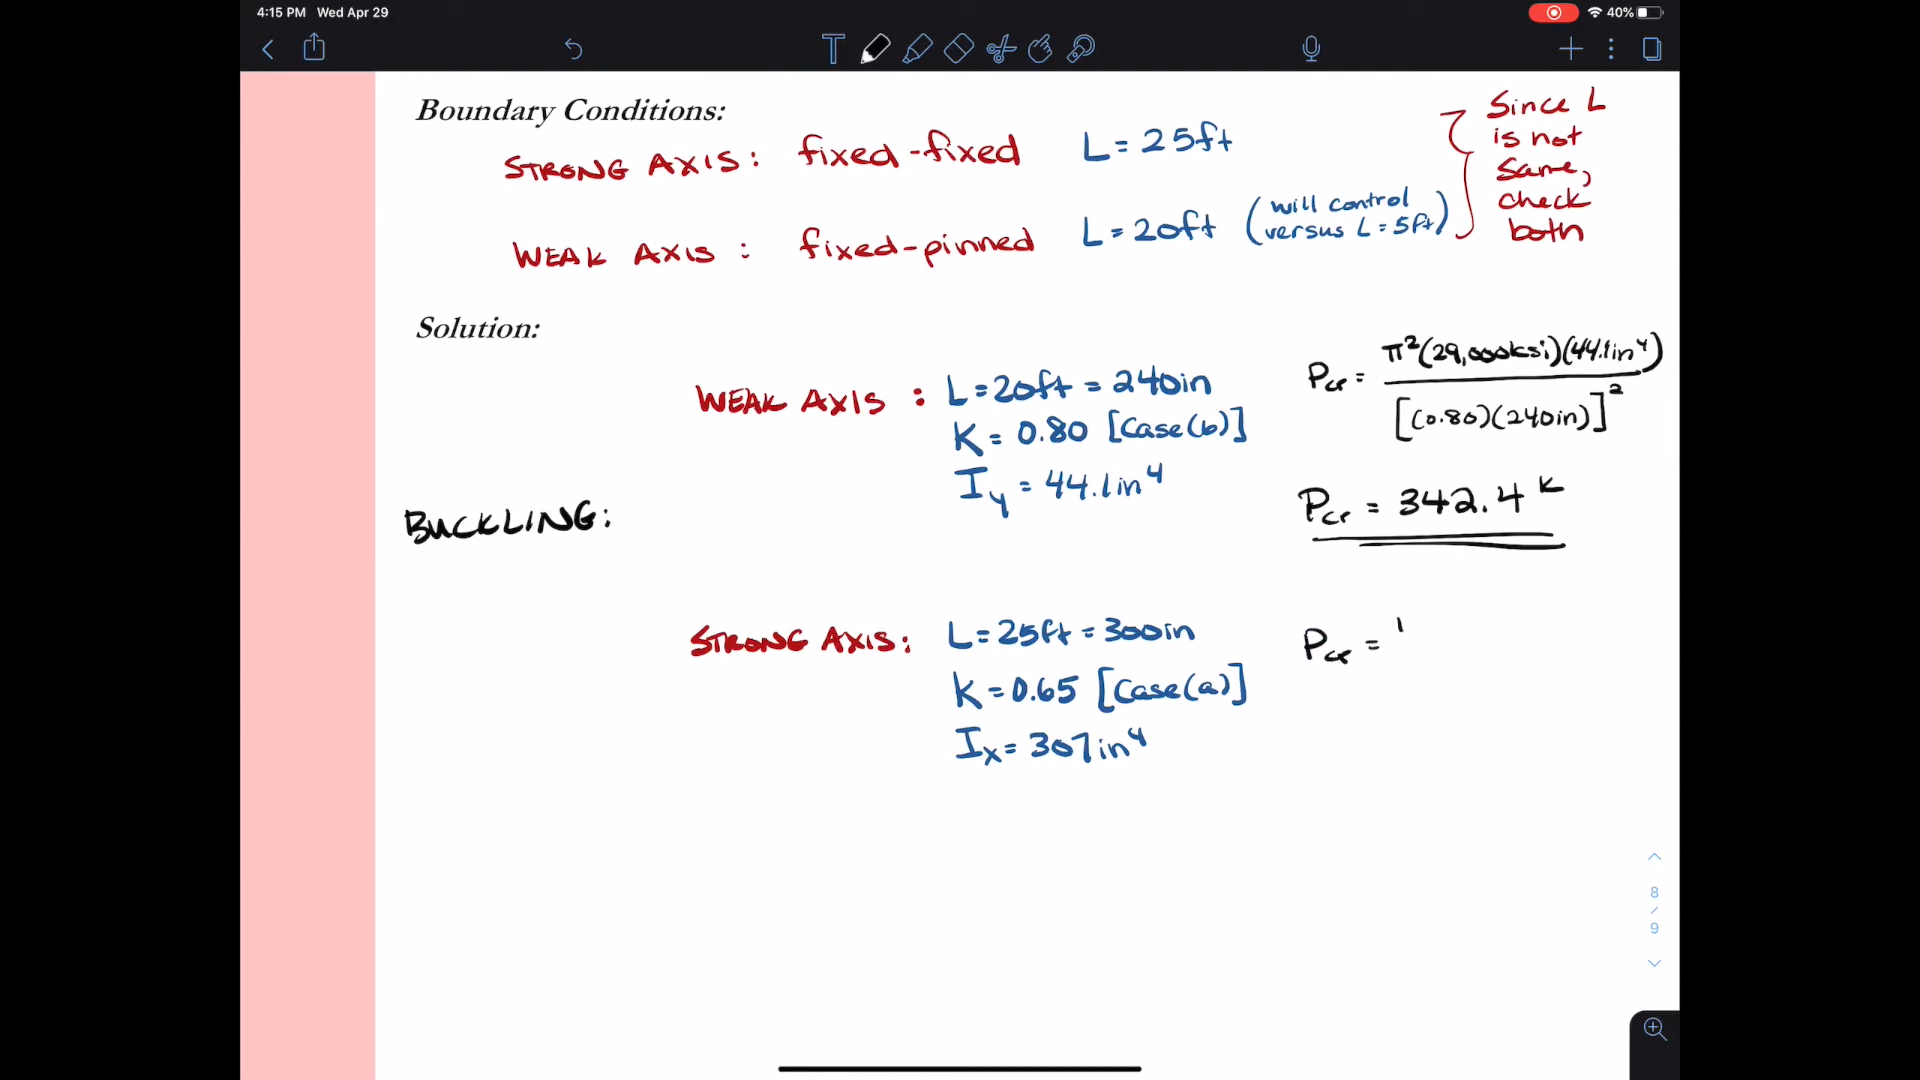 4:15 PM Wed Apr 29
40%
Boundary Conditions:
STRONG AXIS: fixed-fixed L = 25ft
WEAK AXIS: fixed-pinned L = 20ft (will control versus L = 5ft)
Since L
is not
same,
check
both
Solution:
WEAK AXIS: L = 20ft = 240in
K = 0.80 [Case(b)]
Iy = 44.1in⁴
Pcr = π²(29,000ksi)(44.1in⁴)
[(0.80)(240in)]²
Pcr = 342.4 k
BUCKLING:
STRONG AXIS: L = 25ft = 300in
K = 0.65 [Case(a)]
Ix = 307in⁴
Pcr =
8
/
9